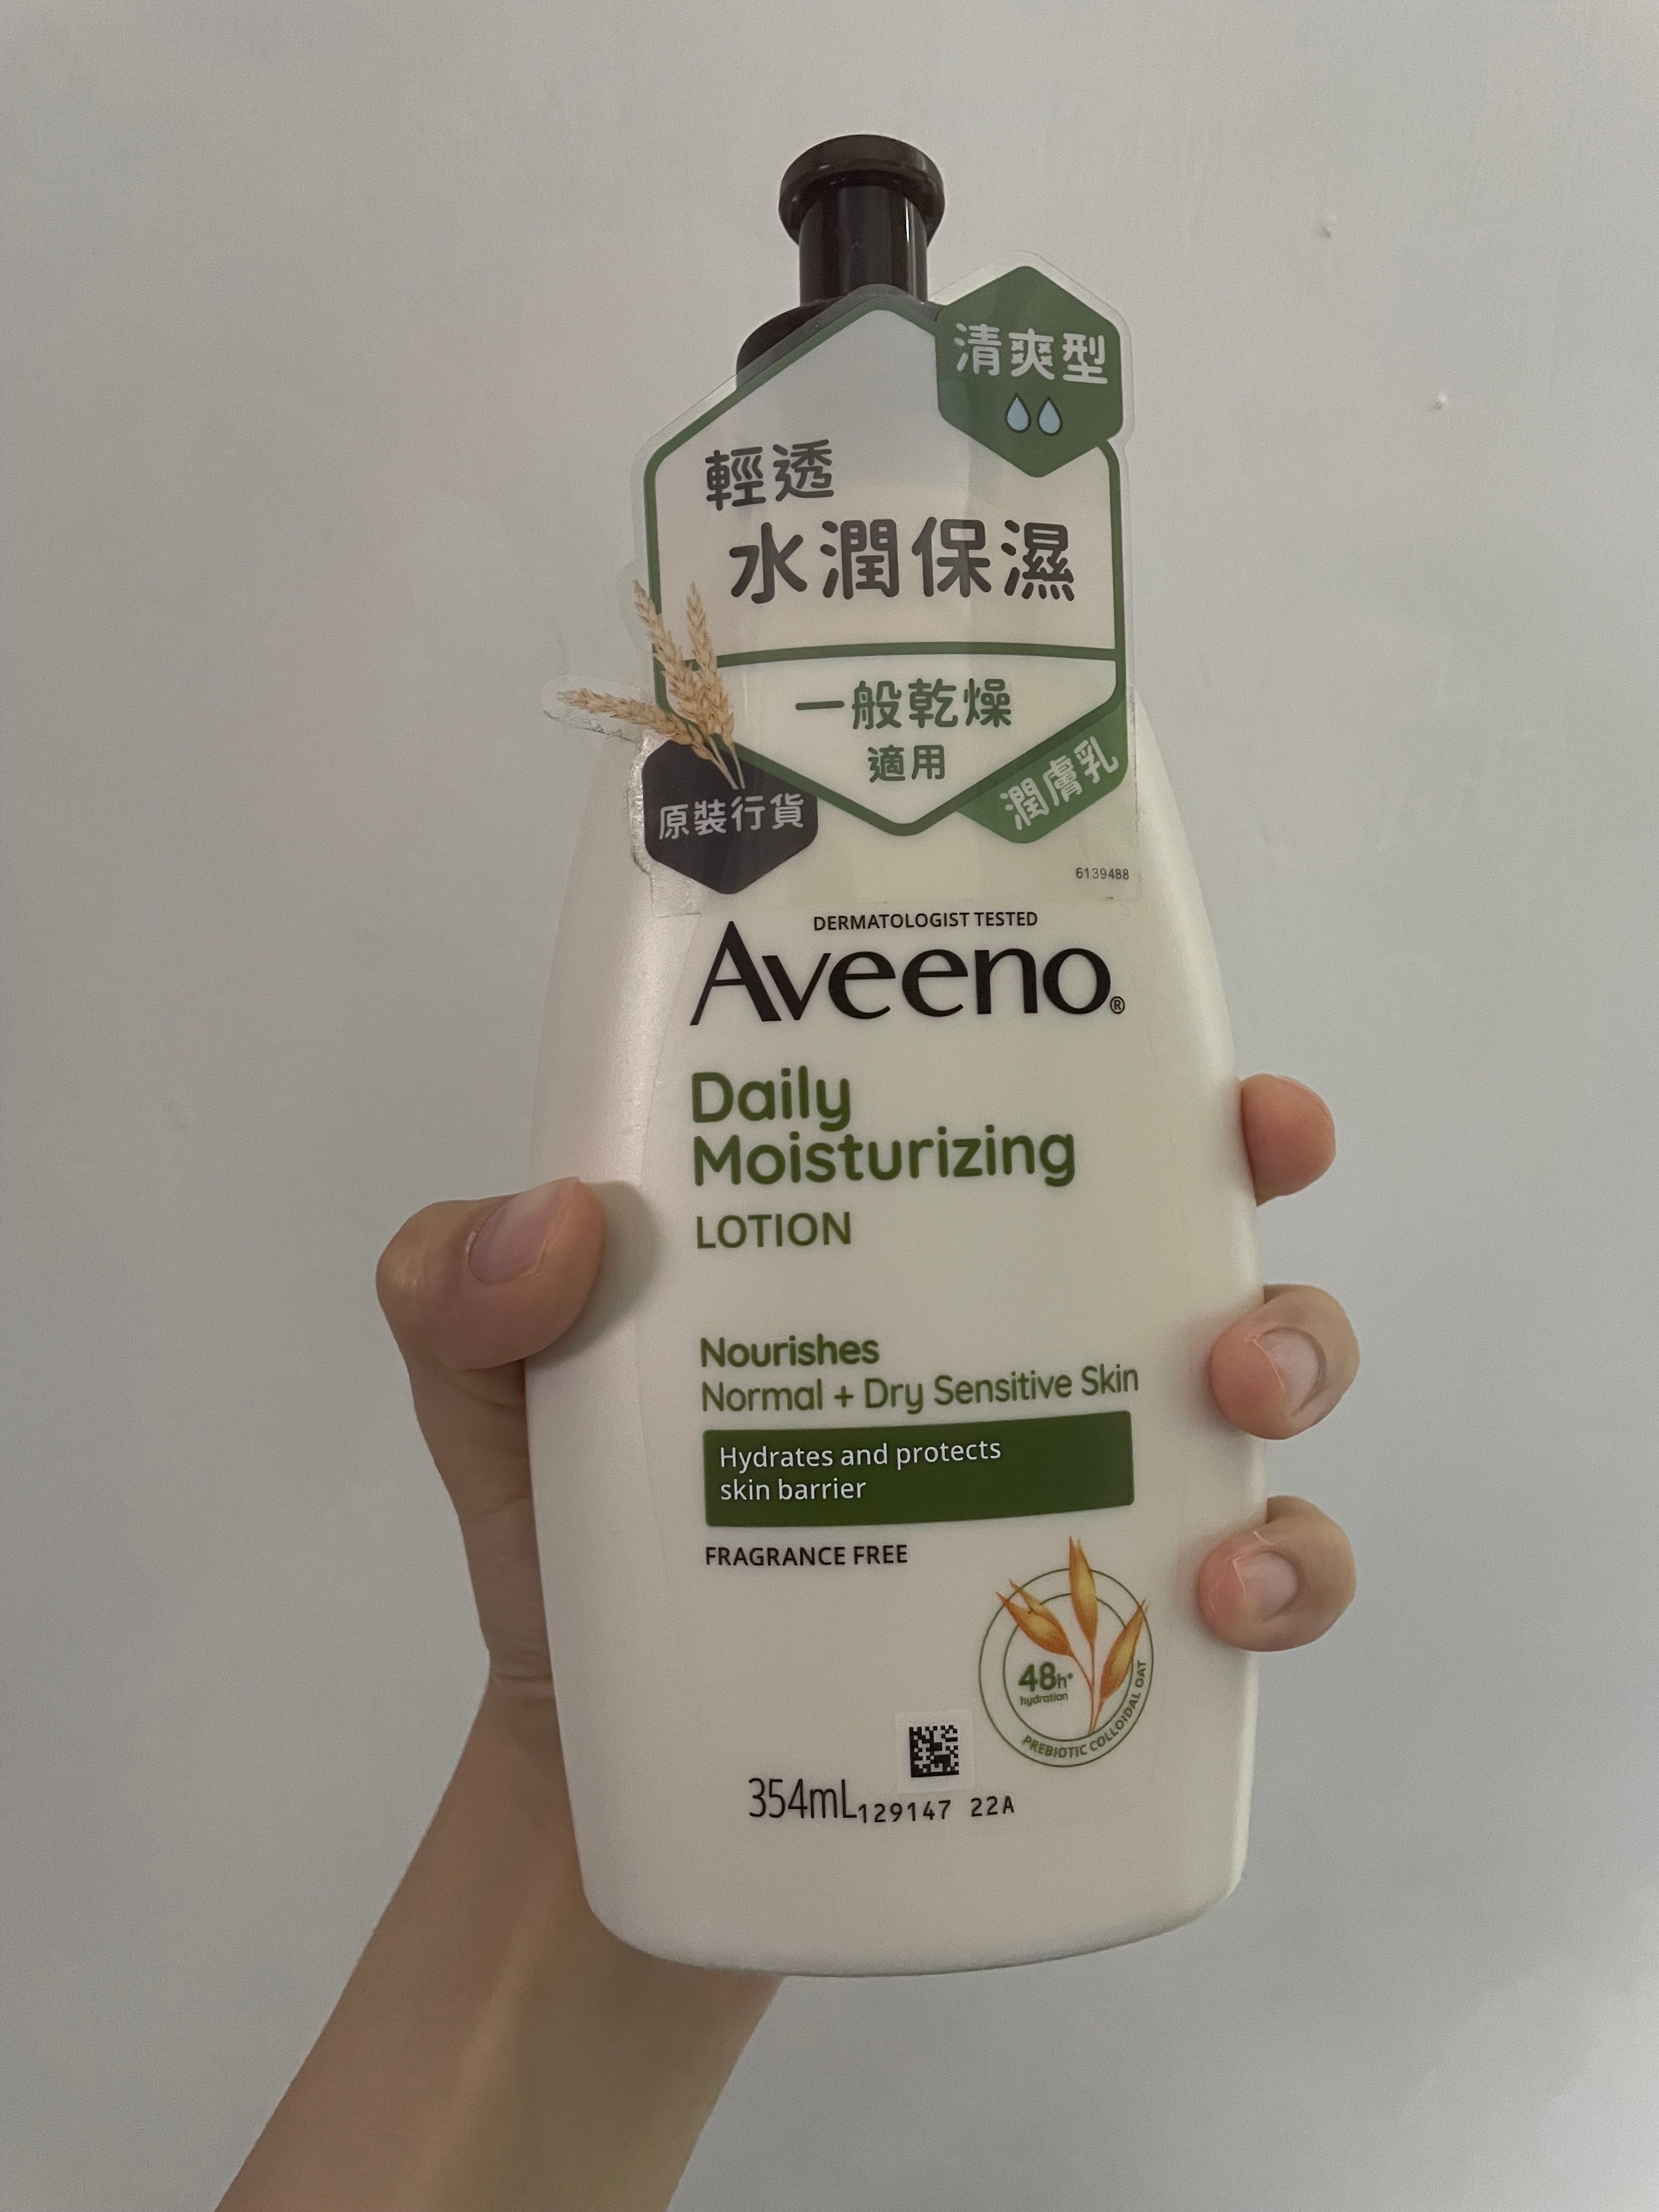 清爽型
輕透
水潤保濕
一般乾燥
適用
潤膚乳
原裝行貨
6139488
DERMATOLOGIST TESTED
Aveeno®
Daily
Moisturizing
LOTION
Nourishes
Normal + Dry Sensitive Skin
Hydrates and protects
skin barrier
FRAGRANCE FREE
48h*
hydration
PREBIOTIC COLLOIDAL OAT
354mL
129147 22A